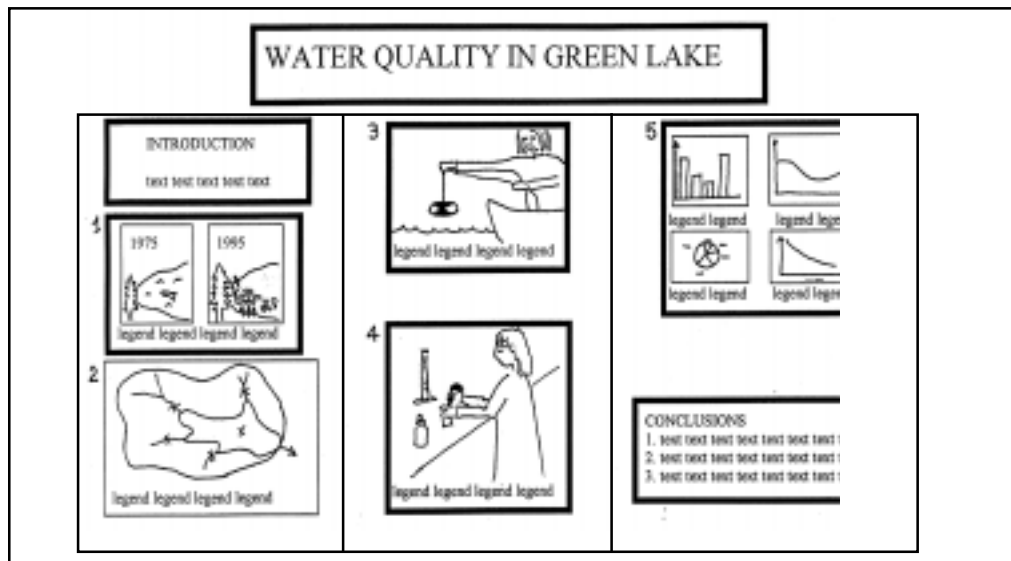 WATER QUALITY IN GREEN LAKE
INTRODUCTION
text text text text text
1
1975 1995
legend legend legend legend
2
legend legend legend legend
3
legend legend legend legend
4
legend legend legend legend
5
legend legend legend lege
legend legend legend lege
CONCLUSIONS
1. text text text text text text text
2. text text text text text text text
3. text text text text text text text